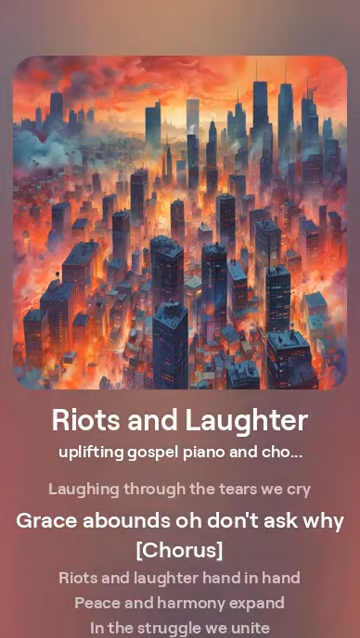 Riots and Laughter
uplifting gospel piano and cho...
Laughing through the tears we cry
Grace abounds oh don't ask why
[Chorus]
Riots and laughter hand in hand
Peace and harmony expand
In the struggle we unite